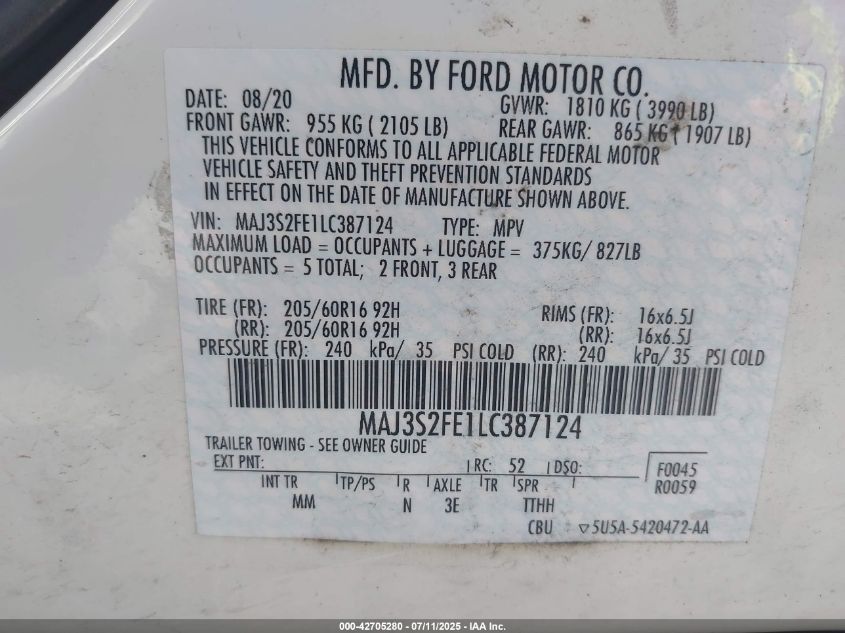 MFD. BY FORD MOTOR CO.
DATE: 08/20 GVWR: 1810 KG ( 3990 LB)
FRONT GAWR: 955 KG ( 2105 LB) REAR GAWR: 865 KG ( 1907 LB)
THIS VEHICLE CONFORMS TO ALL APPLICABLE FEDERAL MOTOR
VEHICLE SAFETY AND THEFT PREVENTION STANDARDS
IN EFFECT ON THE DATE OF MANUFACTURE SHOWN ABOVE.
VIN: MAJ3S2FE1LC387124 TYPE: MPV
MAXIMUM LOAD = OCCUPANTS + LUGGAGE = 375KG/ 827LB
OCCUPANTS = 5 TOTAL; 2 FRONT, 3 REAR
TIRE (FR): 205/60R16 92H RIMS (FR): 16x6.5J
(RR): 205/60R16 92H (RR): 16x6.5J
PRESSURE (FR): 240 kPa/ 35 PSI COLD (RR): 240 kPa/ 35 PSI COLD
MAJ3S2FE1LC387124
TRAILER TOWING - SEE OWNER GUIDE
EXT PNT: RC: 52 DSO: F0045
INT TR TP/PS R AXLE TR SPR R0059
MM N 3E TTHH
CBU ▽5U5A-5420472-AA
000-42705280 - 07/11/2025 - IAA Inc.